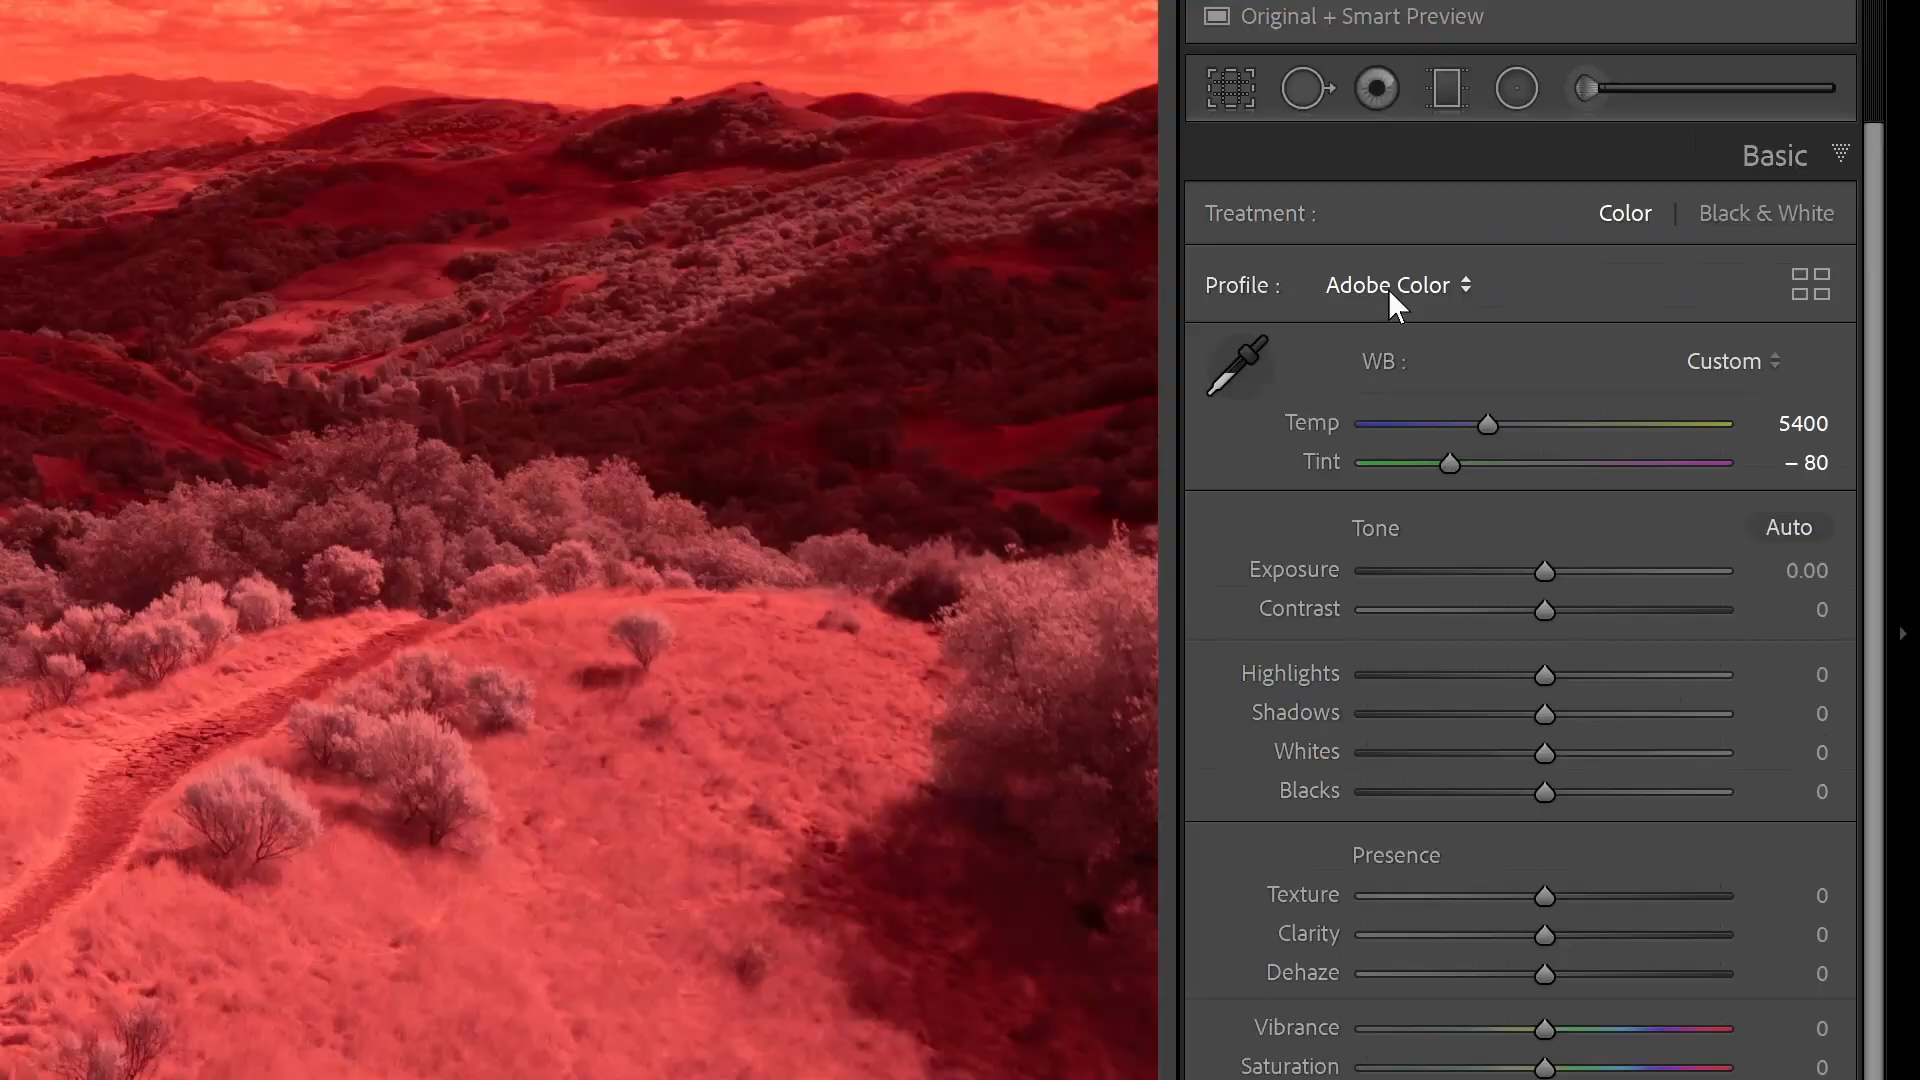 Original + Smart Preview
Basic
Treatment : Color | Black & White
Profile : Adobe Color
WB : Custom
Temp 5400
Tint – 80
Tone Auto
Exposure 0.00
Contrast 0
Highlights 0
Shadows 0
Whites 0
Blacks 0
Presence
Texture 0
Clarity 0
Dehaze 0
Vibrance 0
Saturation 0